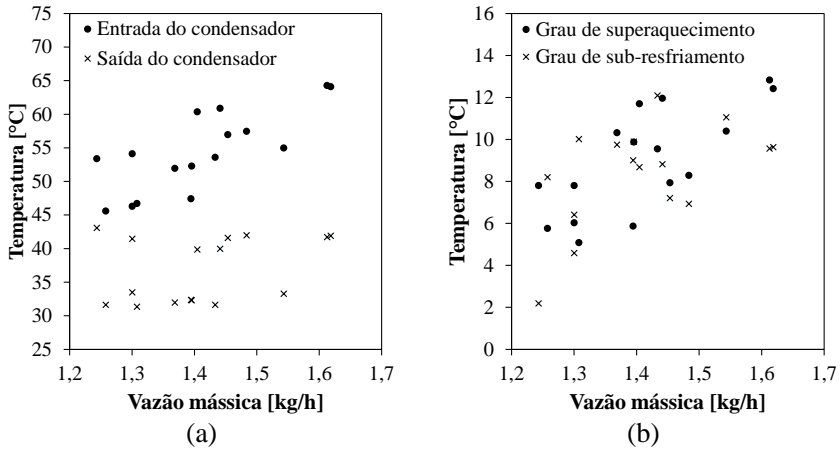 75
70
65
60
55
50
45
40
35
30
25
Temperatura [°C]
Entrada do condensador
Saída do condensador
1,2 1,3 1,4 1,5 1,6 1,7
Vazão mássica [kg/h]
(a)
16
14
12
10
8
6
4
2
0
Temperatura [°C]
Grau de superaquecimento
Grau de sub-resfriamento
1,2 1,3 1,4 1,5 1,6 1,7
Vazão mássica [kg/h]
(b)